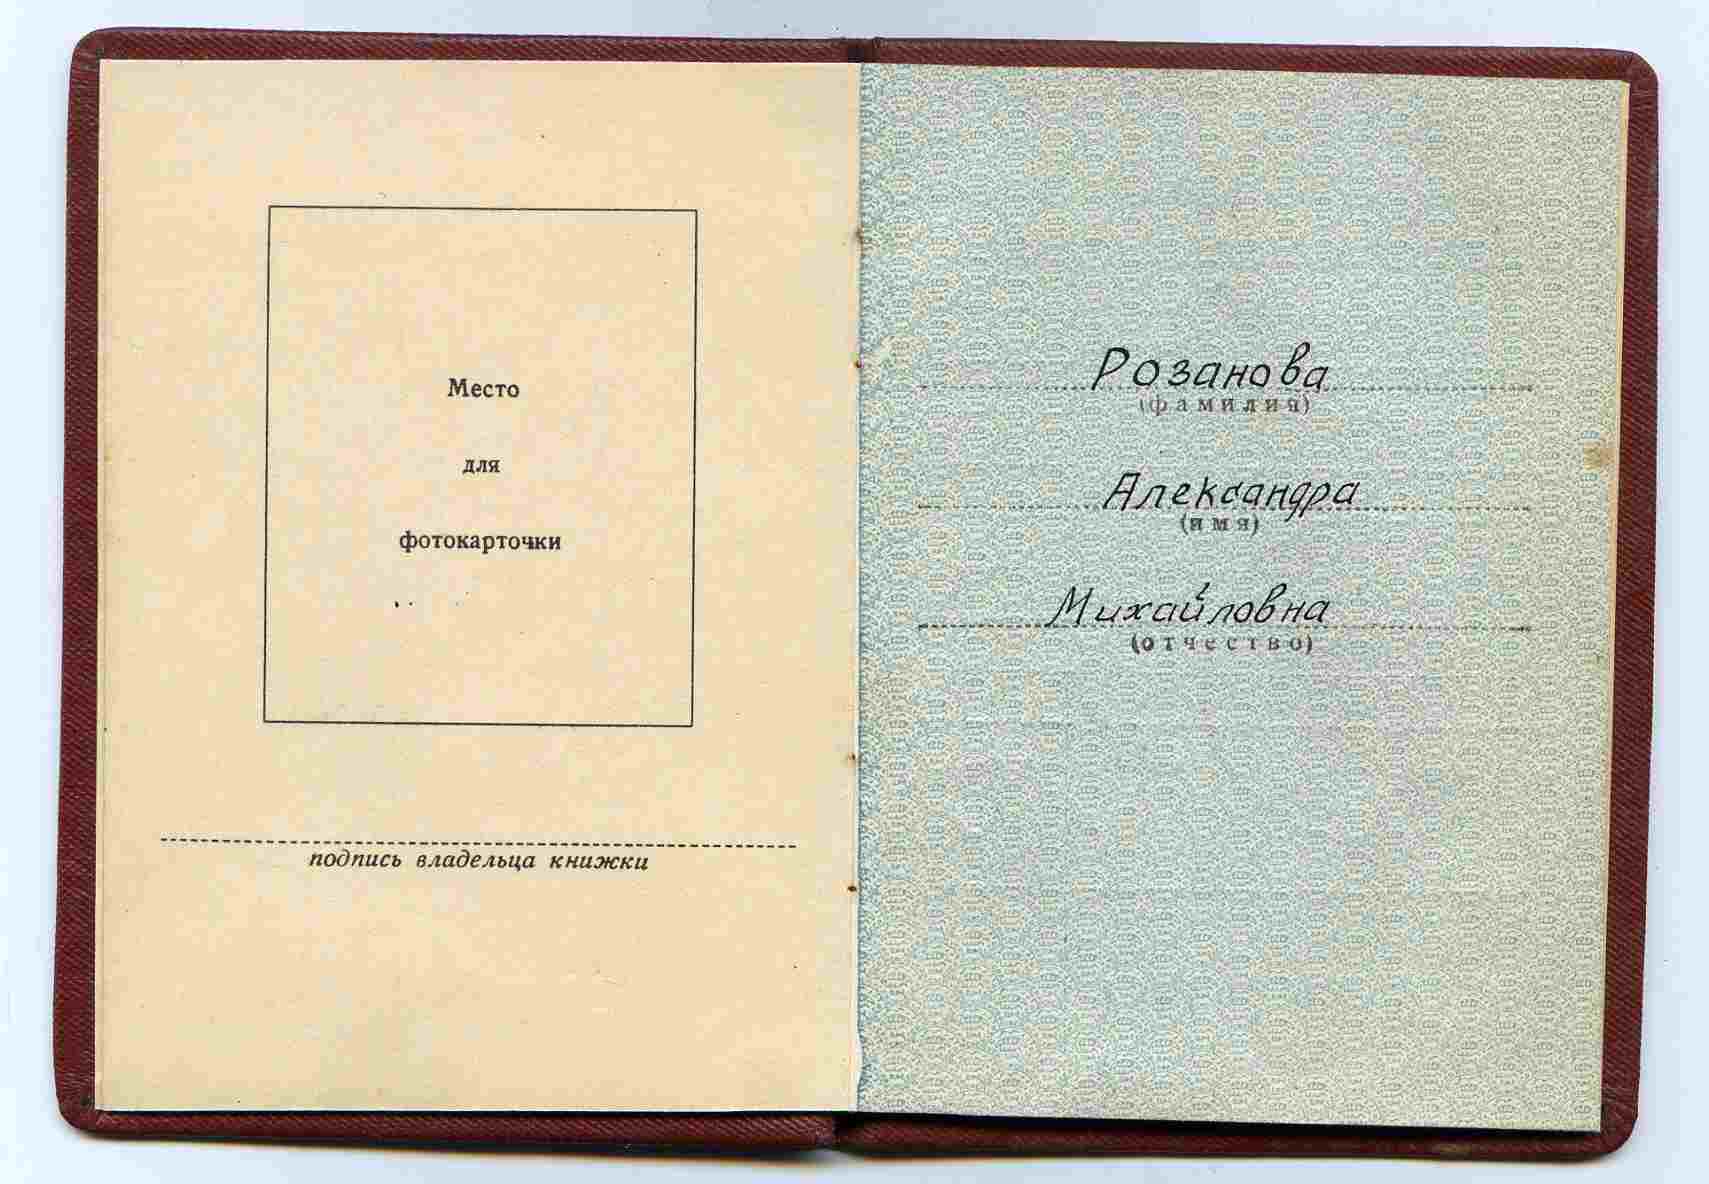 Место
для
фотокарточки
подпись владельца книжки
Розанова
(фамилия)
Александра
(имя)
Михайловна
(отчество)